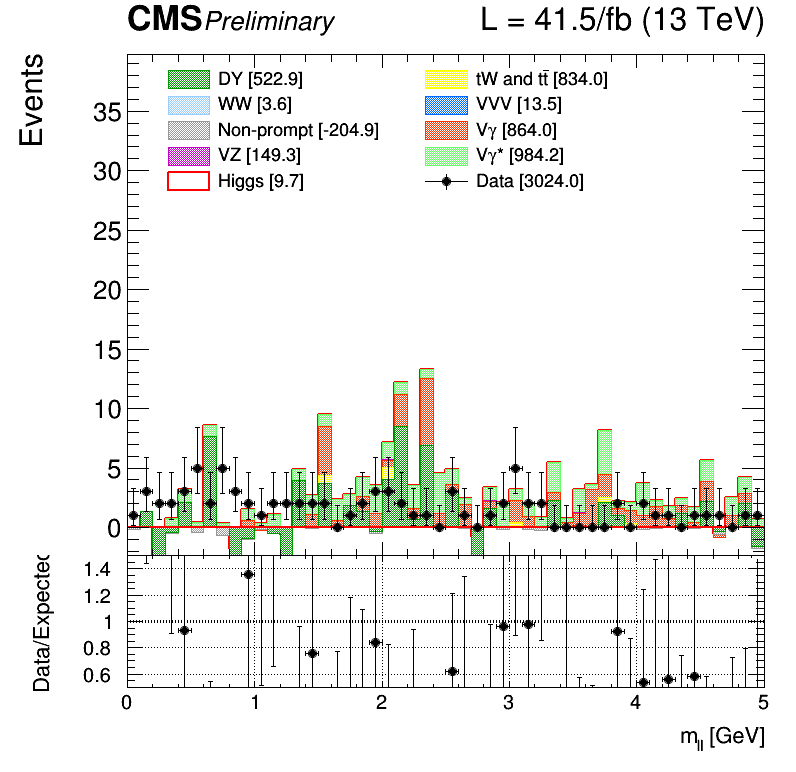 CMS Preliminary L = 41.5/fb (13 TeV)
Events
DY [522.9] tW and tt̄ [834.0]
WW [3.6] VVV [13.5]
Non-prompt [-204.9] Vγ [864.0]
VZ [149.3] Vγ* [984.2]
Higgs [9.7] Data [3024.0]
35
30
25
20
15
10
5
0
Data/Expected
1.4
1.2
1
0.8
0.6
0 1 2 3 4 5
m_ll [GeV]